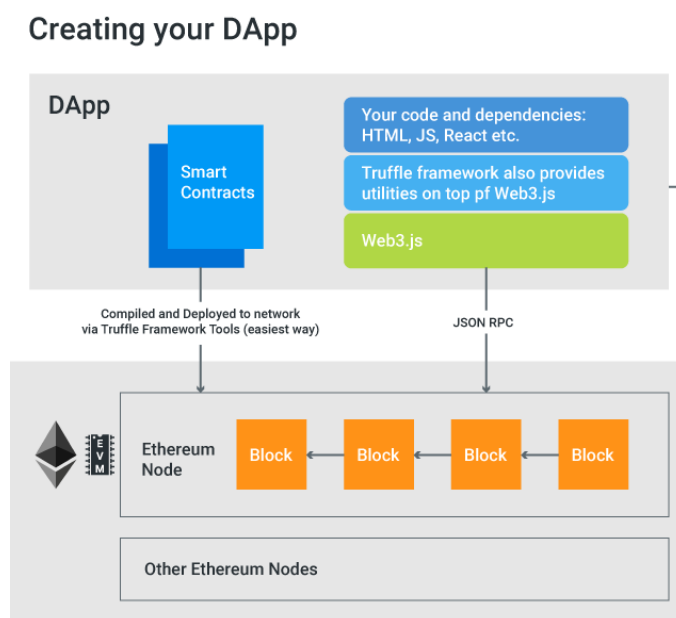 Creating your DApp
DApp
Smart
Contracts
Your code and dependencies:
HTML, JS, React etc.
Truffle framework also provides
utilities on top pf Web3.js
Web3.js
Compiled and Deployed to network
via Truffle Framework Tools (easiest way)
JSON RPC
EVM
Ethereum
Node
Block
Block
Block
Block
Other Ethereum Nodes